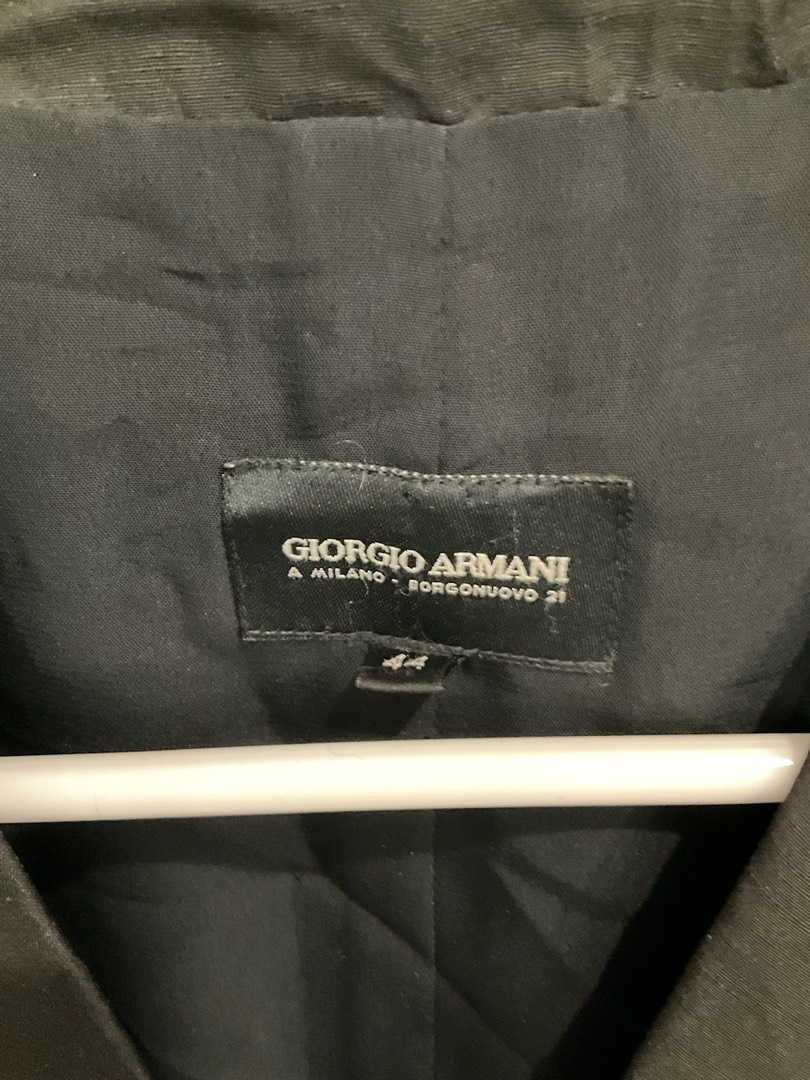 GIORGIO ARMANI
A MILANO - BORGONUOVO 21
44